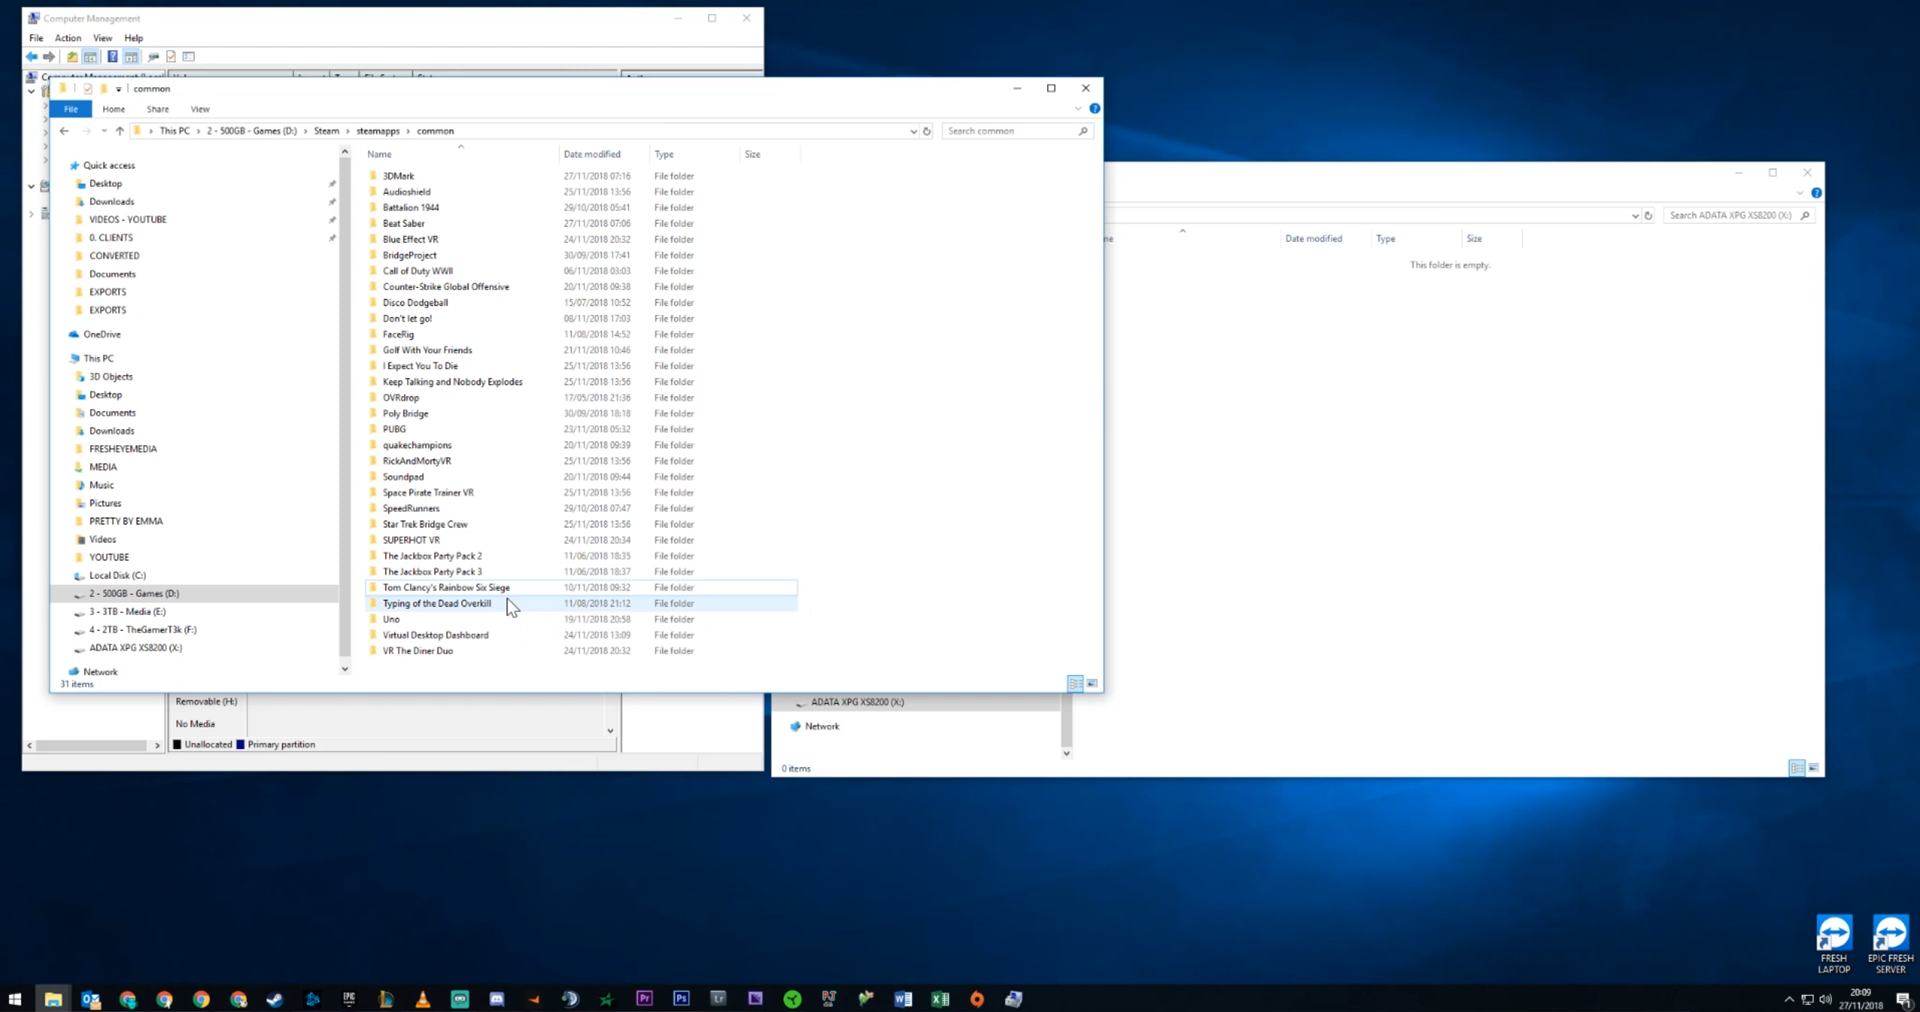 Computer Management
File Action View Help
common
File Home Share View
This PC > 2 - 500GB - Games (D:) > Steam > steamapps > common
Search common
Quick access
Desktop
Downloads
VIDEOS - YOUTUBE
0. CLIENTS
CONVERTED
Documents
EXPORTS
EXPORTS
OneDrive
This PC
3D Objects
Desktop
Documents
Downloads
FRESHEYEMEDIA
MEDIA
Music
Pictures
PRETTY BY EMMA
Videos
YOUTUBE
Local Disk (C:)
2 - 500GB - Games (D:)
3 - 3TB - Media (E:)
4 - 2TB - TheGamerT3k (F:)
ADATA XPG XS8200 (X:)
Network
31 items
Name Date modified Type Size
3DMark 27/11/2018 07:16 File folder
Audioshield 25/11/2018 13:56 File folder
Battalion 1944 29/10/2018 05:41 File folder
Beat Saber 27/11/2018 07:06 File folder
Blue Effect VR 24/11/2018 20:32 File folder
BridgeProject 30/09/2018 17:41 File folder
Call of Duty WWII 06/11/2018 03:03 File folder
Counter-Strike Global Offensive 20/11/2018 09:38 File folder
Disco Dodgeball 15/07/2018 10:52 File folder
Don't let go! 08/11/2018 17:03 File folder
FaceRig 11/08/2018 14:52 File folder
Golf With Your Friends 21/11/2018 10:46 File folder
I Expect You To Die 25/11/2018 13:56 File folder
Keep Talking and Nobody Explodes 25/11/2018 13:56 File folder
OVRdrop 17/05/2018 21:36 File folder
Poly Bridge 30/09/2018 18:18 File folder
PUBG 23/11/2018 05:32 File folder
quakechampions 20/11/2018 09:39 File folder
RickAndMortyVR 25/11/2018 13:56 File folder
Soundpad 20/11/2018 09:44 File folder
Space Pirate Trainer VR 25/11/2018 13:56 File folder
SpeedRunners 29/10/2018 07:47 File folder
Star Trek Bridge Crew 25/11/2018 13:56 File folder
SUPERHOT VR 24/11/2018 20:34 File folder
The Jackbox Party Pack 2 11/06/2018 18:35 File folder
The Jackbox Party Pack 3 11/06/2018 18:37 File folder
Tom Clancy's Rainbow Six Siege 10/11/2018 09:32 File folder
Typing of the Dead Overkill 11/08/2018 21:12 File folder
Uno 19/11/2018 20:58 File folder
Virtual Desktop Dashboard 24/11/2018 13:09 File folder
VR The Diner Duo 24/11/2018 20:32 File folder
Removable (H:)
No Media
Unallocated Primary partition
Search ADATA XPG XS8200 (X:)
Date modified Type Size
This folder is empty.
ADATA XPG XS8200 (X:)
Network
0 items
FRESH LAPTOP
EPIC FRESH SERVER
20:09
27/11/2018